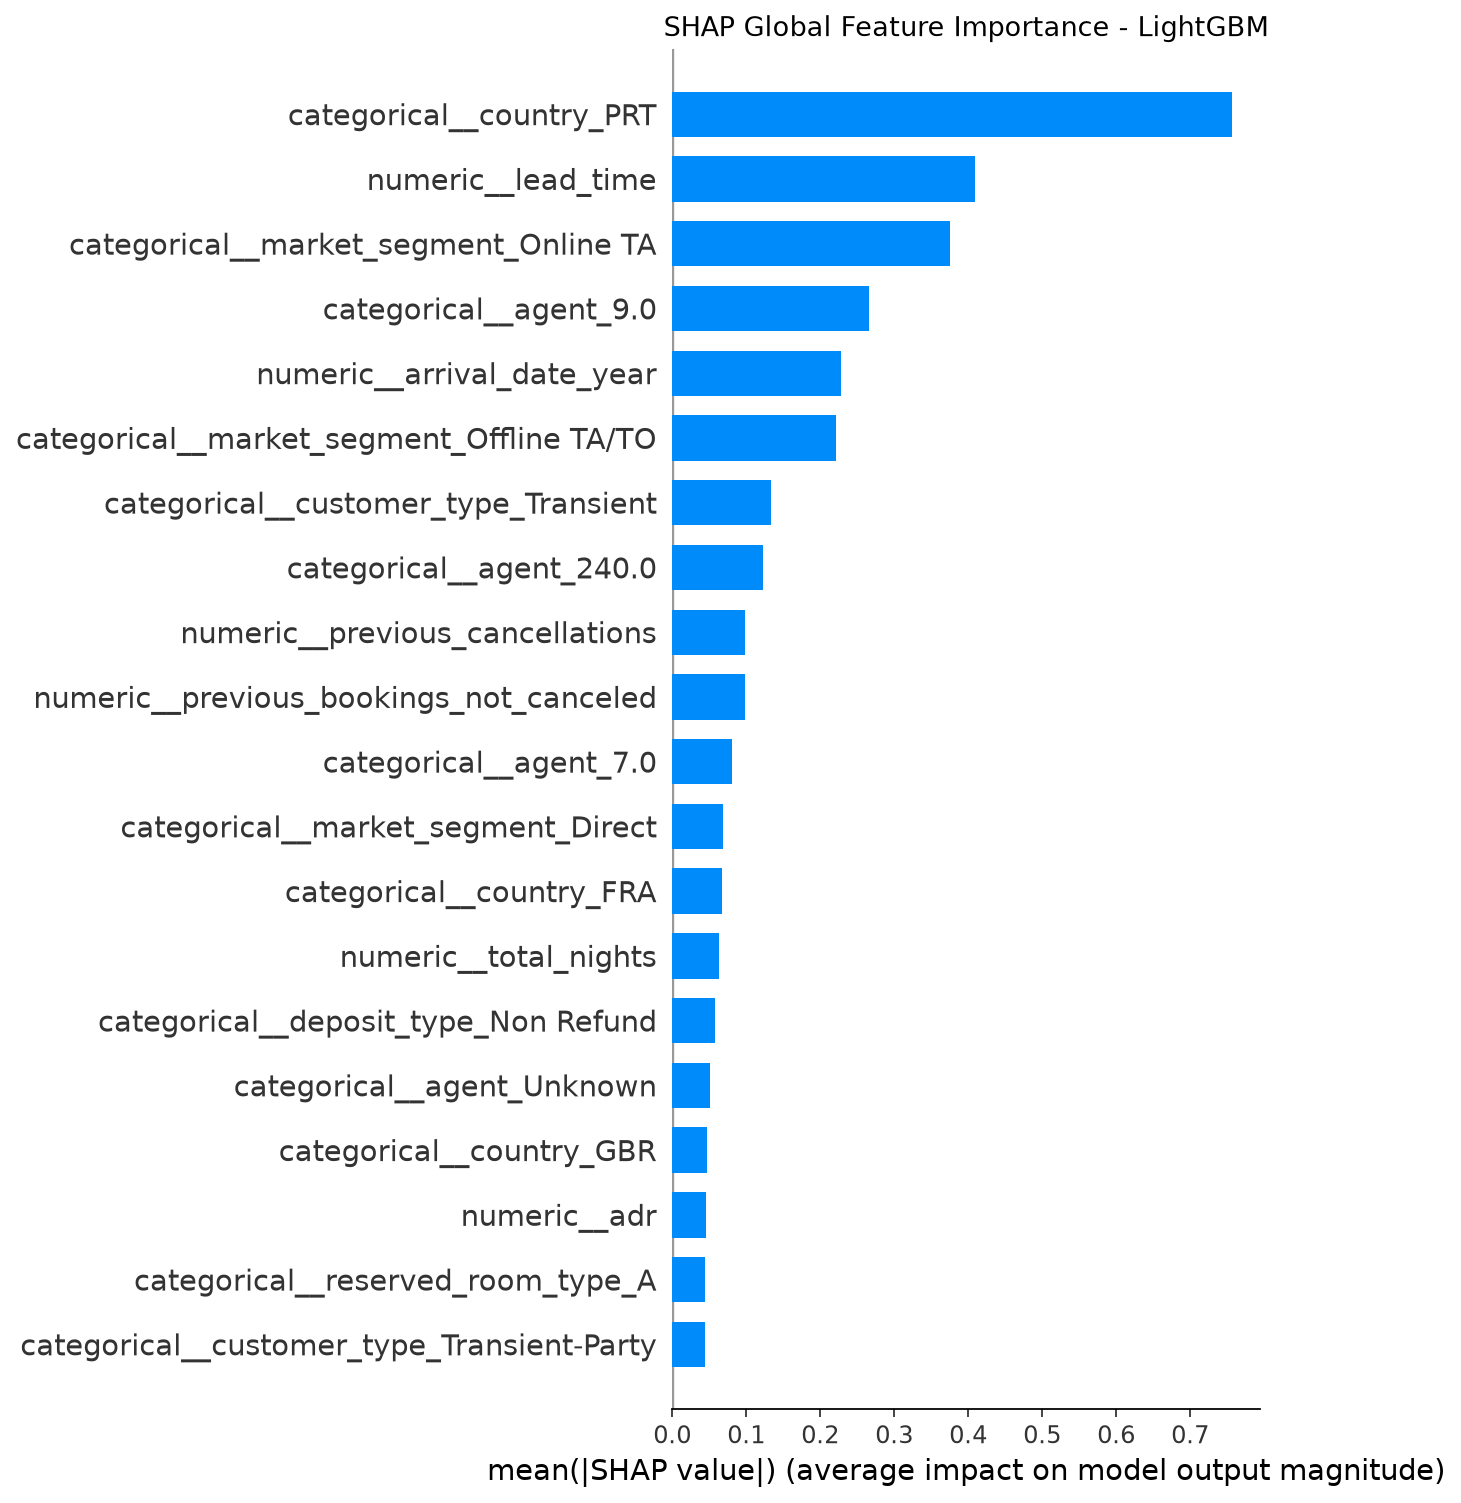 SHAP Global Feature Importance - LightGBM
categorical__country_PRT
numeric__lead_time
categorical__market_segment_Online TA
categorical__agent_9.0
numeric__arrival_date_year
categorical__market_segment_Offline TA/TO
categorical__customer_type_Transient
categorical__agent_240.0
numeric__previous_cancellations
numeric__previous_bookings_not_canceled
categorical__agent_7.0
categorical__market_segment_Direct
categorical__country_FRA
numeric__total_nights
categorical__deposit_type_Non Refund
categorical__agent_Unknown
categorical__country_GBR
numeric__adr
categorical__reserved_room_type_A
categorical__customer_type_Transient-Party
0.0 0.1 0.2 0.3 0.4 0.5 0.6 0.7
mean(|SHAP value|) (average impact on model output magnitude)